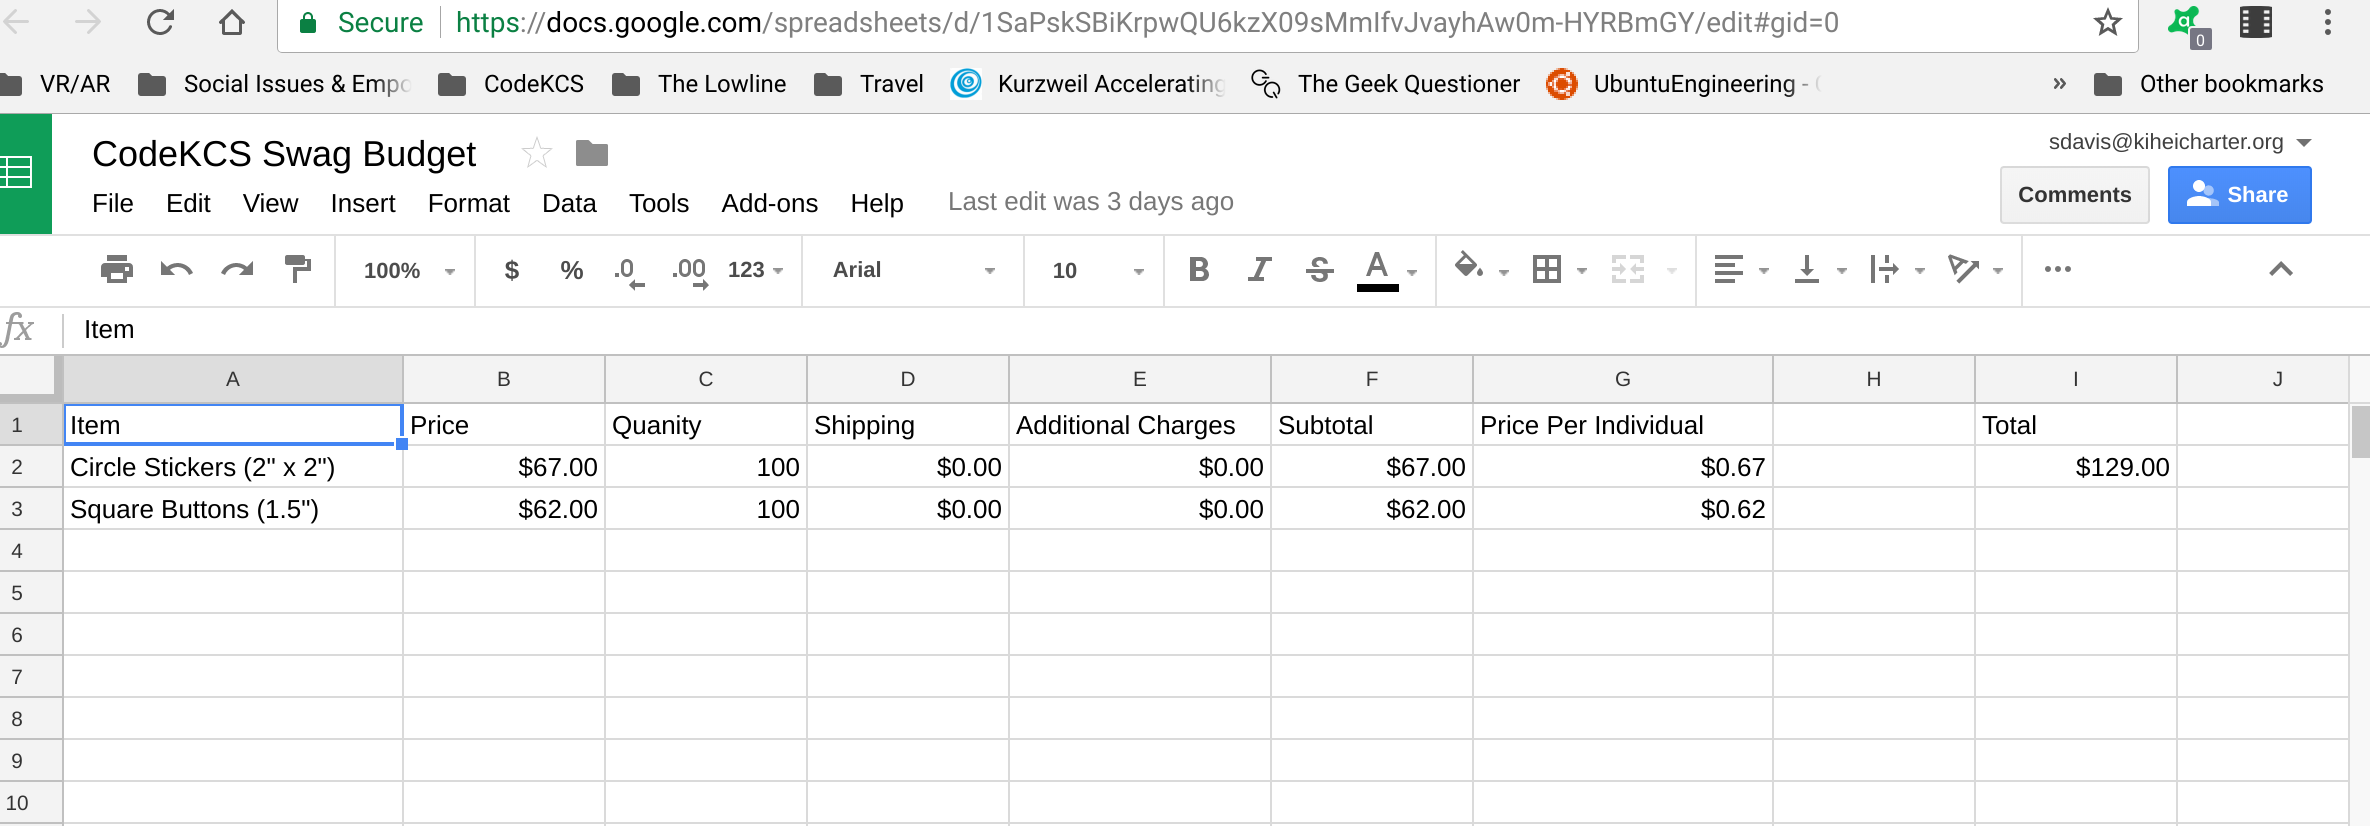 Secure https://docs.google.com/spreadsheets/d/1SaPskSBiKrpwQU6kzX09sMmIfvJvayhAw0m-HYRBmGY/edit#gid=0 0
VR/AR Social Issues & Empo CodeKCS The Lowline Travel Kurzweil Accelerating The Geek Questioner UbuntuEngineering - » Other bookmarks
CodeKCS Swag Budget sdavis@kiheicharter.org
File Edit View Insert Format Data Tools Add-ons Help Last edit was 3 days ago Comments Share
100% $ % .0 .00 123 Arial 10 B I S A ...
fx Item
A B C D E F G H I J
1 Item Price Quanity Shipping Additional Charges Subtotal Price Per Individual Total
2 Circle Stickers (2" x 2") $67.00 100 $0.00 $0.00 $67.00 $0.67 $129.00
3 Square Buttons (1.5") $62.00 100 $0.00 $0.00 $62.00 $0.62
4
5
6
7
8
9
10